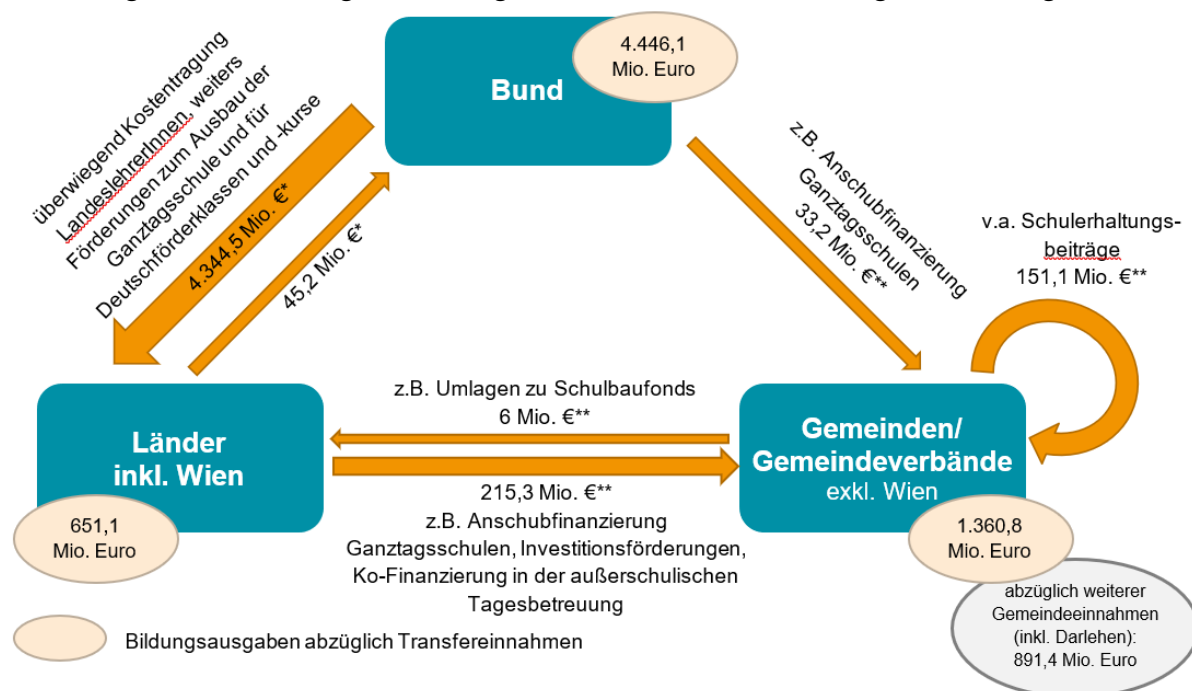 Bund
4.446,1
Mio. Euro
überwiegend Kostentragung
LandeslehrerInnen, weiters
Förderungen zum Ausbau der
Ganztagsschule und für
Deutschförderklassen und -kurse
4.344,5 Mio. €*
45,2 Mio. €*
z.B. Anschubfinanzierung
Ganztagsschulen
33,2 Mio. €**
v.a. Schulerhaltungs-
beiträge
151,1 Mio. €**
z.B. Umlagen zu Schulbaufonds
6 Mio. €**
Länder
inkl. Wien
651,1
Mio. Euro
Gemeinden/
Gemeindeverbände
exkl. Wien
1.360,8
Mio. Euro
215,3 Mio. €**
z.B. Anschubfinanzierung
Ganztagsschulen, Investitionsförderungen,
Ko-Finanzierung in der außerschulischen
Tagesbetreuung
abzüglich weiterer
Gemeindeeinnahmen
(inkl. Darlehen):
891,4 Mio. Euro
Bildungsausgaben abzüglich Transfereinnahmen